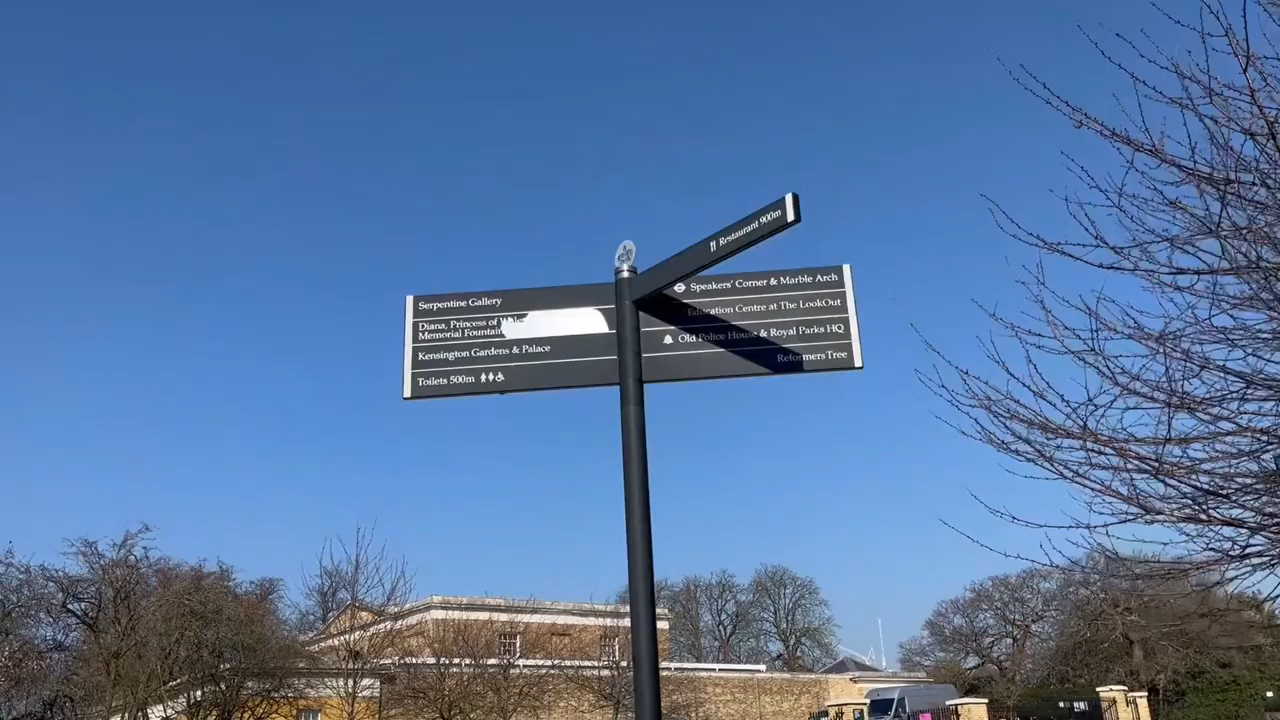 Restaurant 900m
Serpentine Gallery
Diana, Princess of
Memorial Fountain
Kensington Gardens & Palace
Toilets 500m
Speakers' Corner & Marble Arch
Education Centre at The LookOut
Old Police House & Royal Parks HQ
Reformers Tree